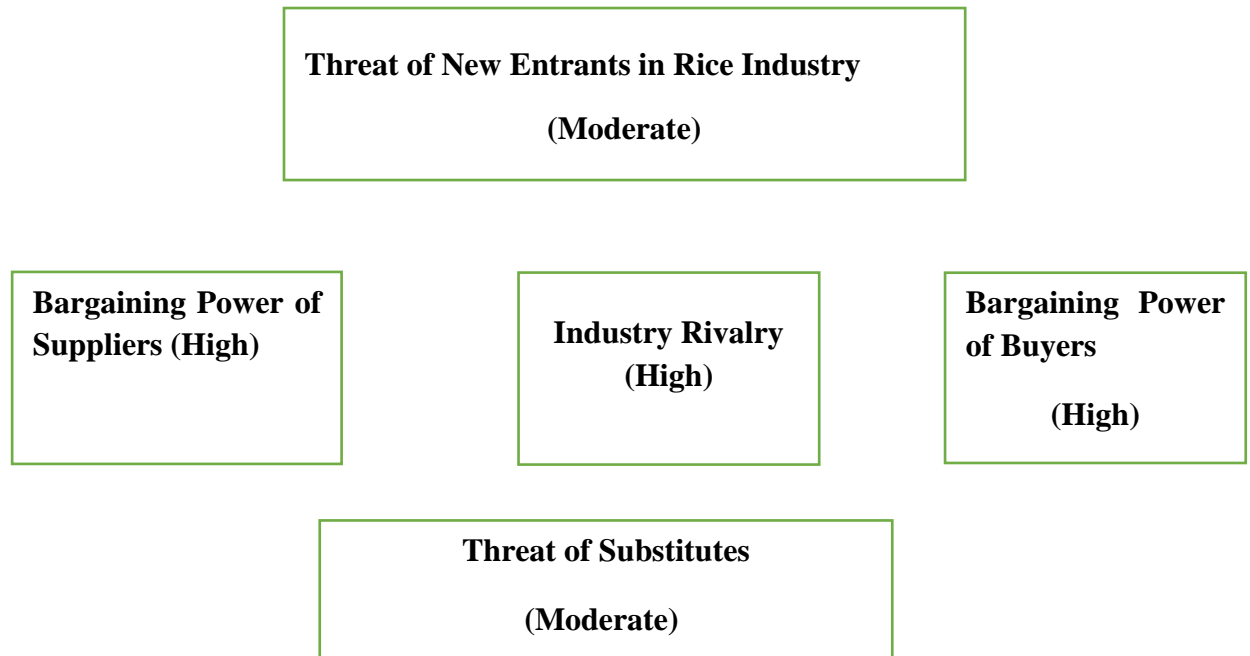 Threat of New Entrants in Rice Industry
(Moderate)
Bargaining Power of
Suppliers (High)
Industry Rivalry
(High)
Bargaining Power
of Buyers
(High)
Threat of Substitutes
(Moderate)